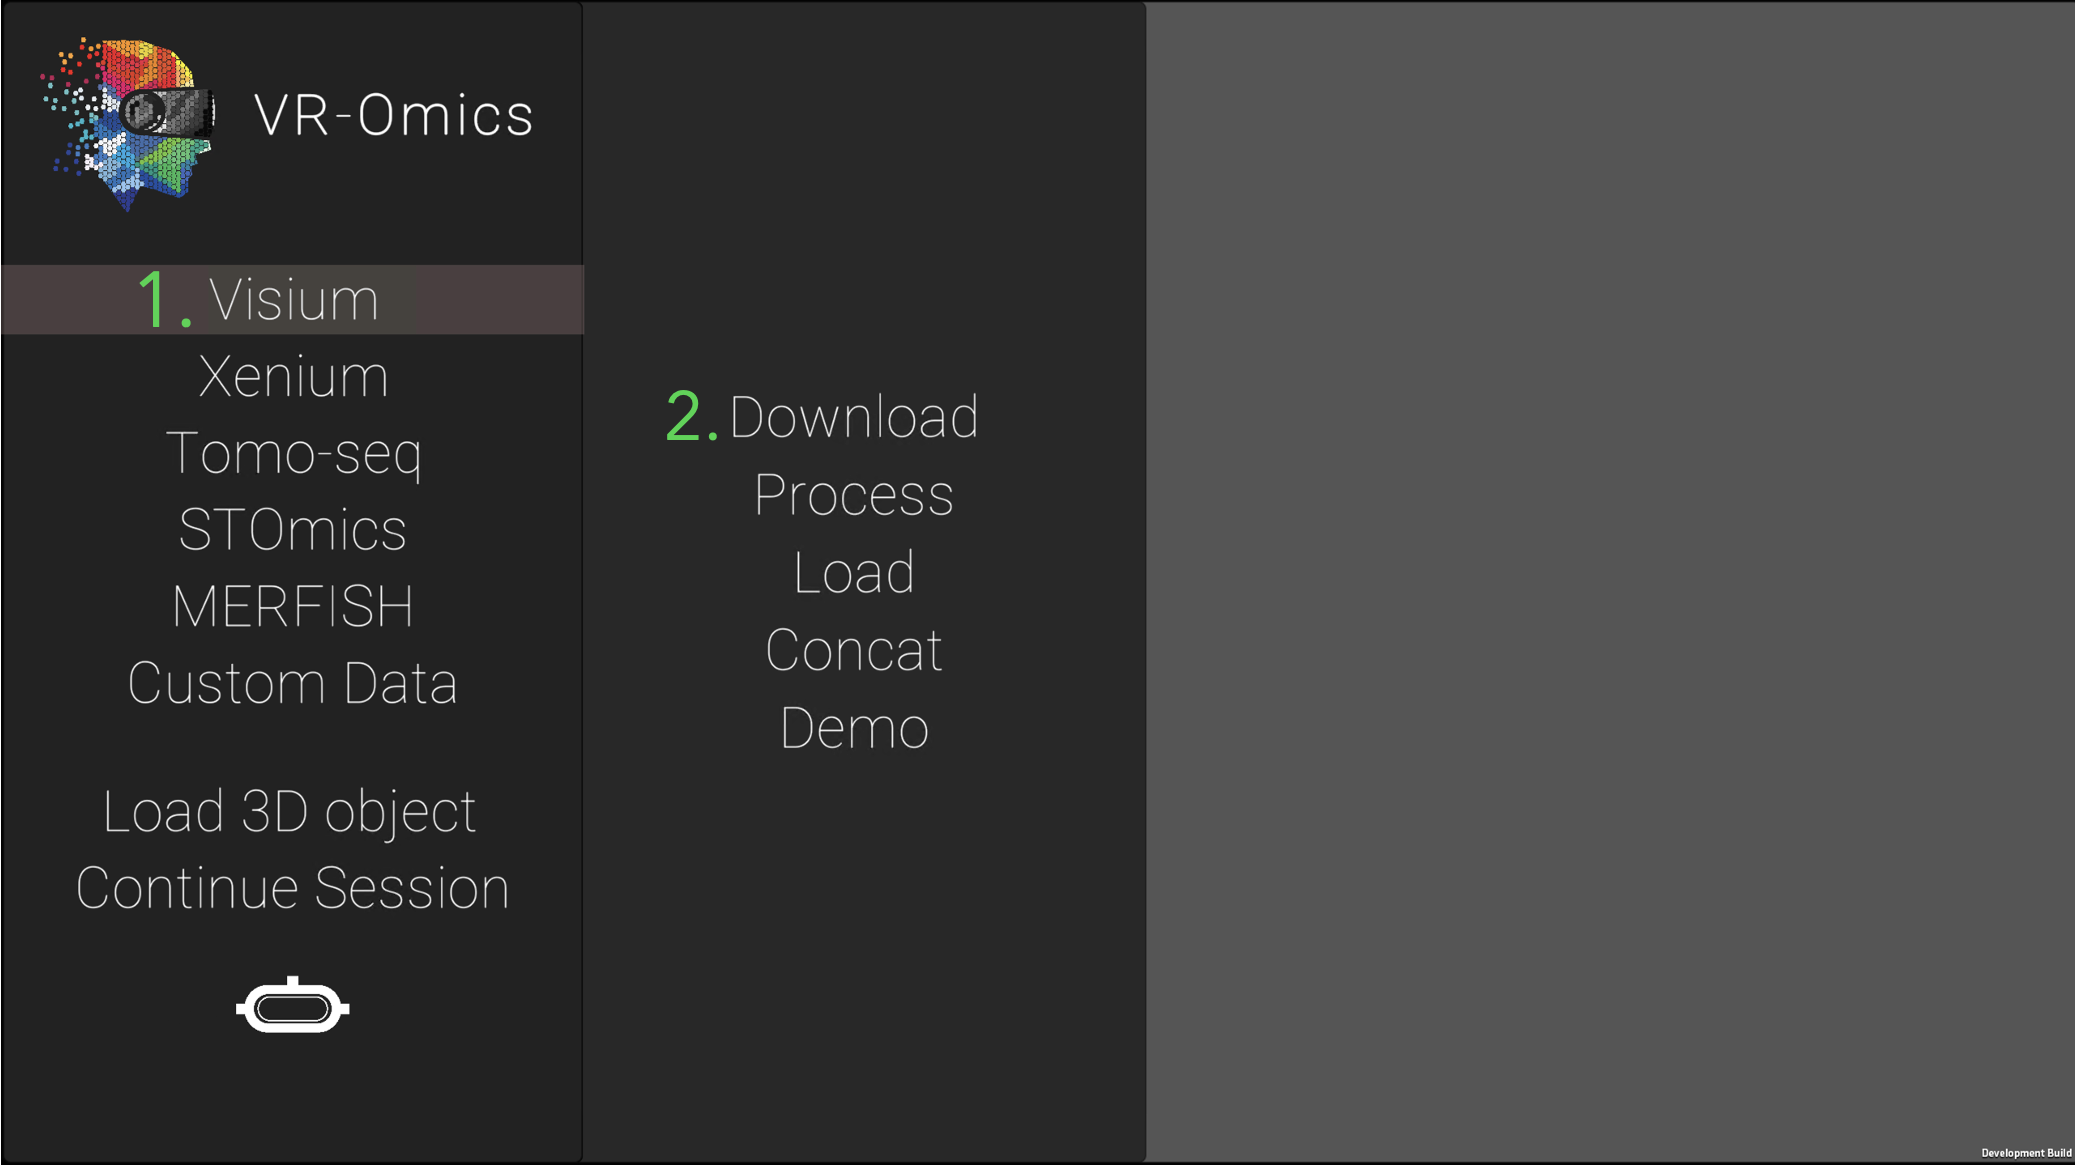 VR-Omics
1. Visium
Xenium
Tomo-seq
STOmics
MERFISH
Custom Data
Load 3D object
Continue Session
2. Download
Process
Load
Concat
Demo
Development Build